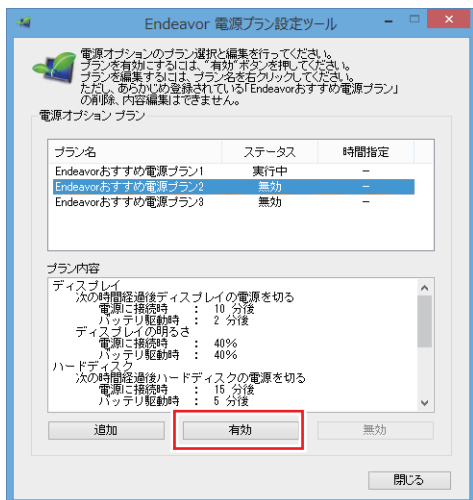 Endeavor 電源プラン設定ツール
電源オプションのプラン選択と編集を行ってください。
プランを有効にするには、"有効"ボタンを押してください。
プランを編集するには、プラン名を右クリックしてください。
ただし、あらかじめ登録されている「Endeavorおすすめ電源プラン」
の削除、内容編集はできません。
電源オプション プラン
プラン名 ステータス 時間指定
Endeavorおすすめ電源プラン1 実行中 －
Endeavorおすすめ電源プラン2 無効 －
Endeavorおすすめ電源プラン3 無効 －
プラン内容
ディスプレイ
次の時間経過後ディスプレイの電源を切る
電源に接続時 : 10 分後
バッテリ駆動時 : 2 分後
ディスプレイの明るさ
電源に接続時 : 40%
バッテリ駆動時 : 40%
ハードディスク
次の時間経過後ハードディスクの電源を切る
電源に接続時 : 15 分後
バッテリ駆動時 : 5 分後
追加 有効 無効
閉じる